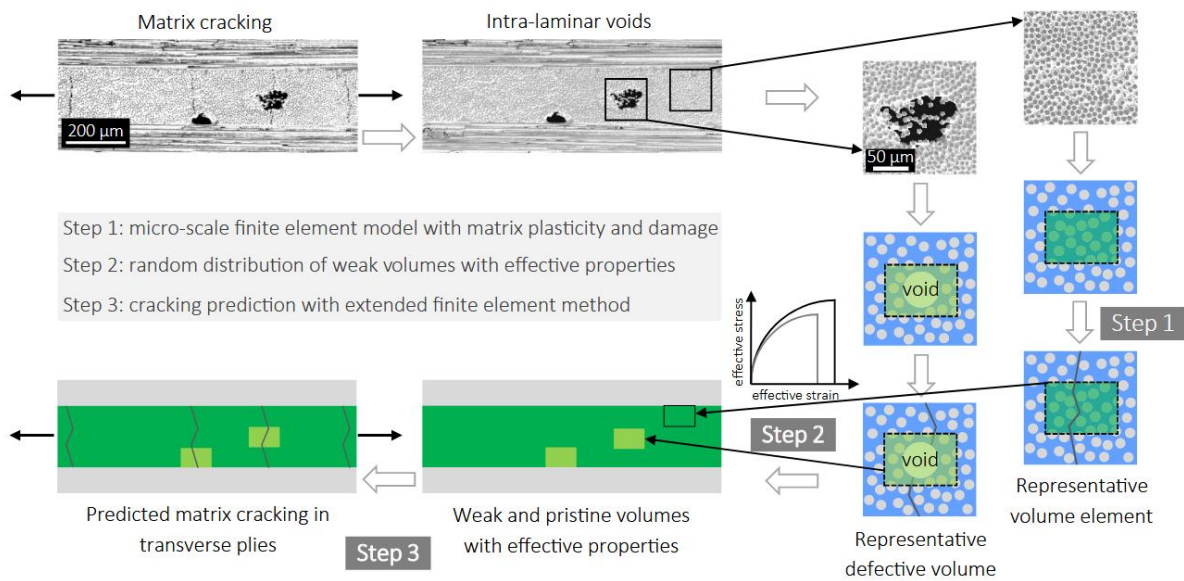 Matrix cracking
Intra-laminar voids
200 μm
50 μm
Step 1: micro-scale finite element model with matrix plasticity and damage
Step 2: random distribution of weak volumes with effective properties
Step 3: cracking prediction with extended finite element method
void
effective stress
effective strain
Step 1
Step 2
void
Predicted matrix cracking in
transverse plies
Step 3
Weak and pristine volumes
with effective properties
Representative
defective volume
Representative
volume element